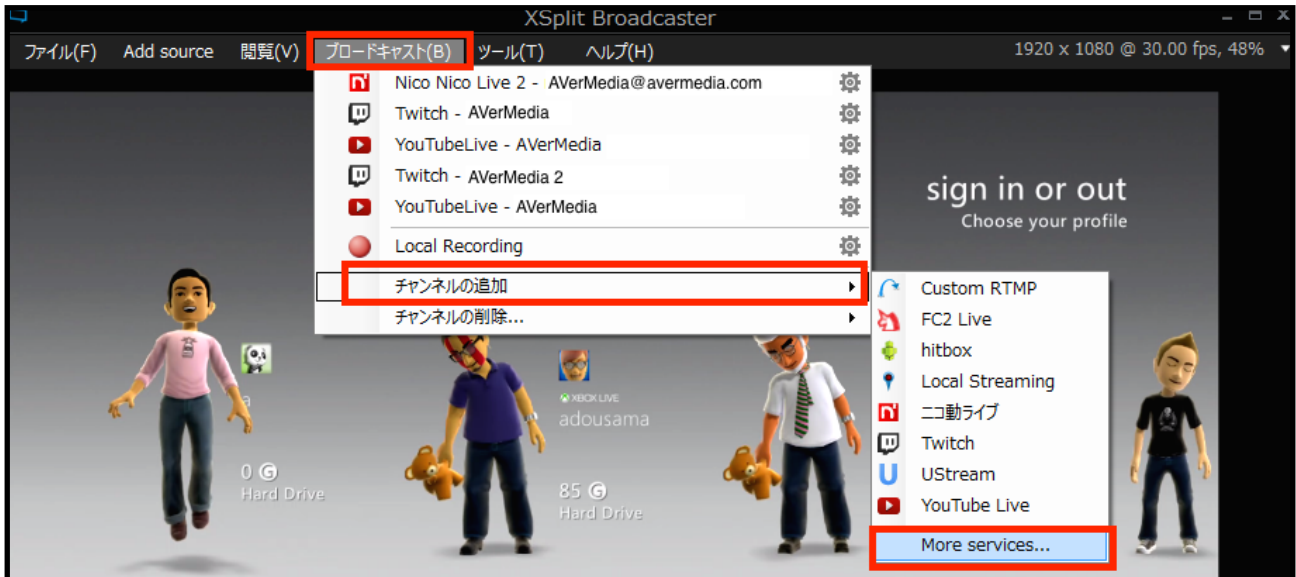 XSplit Broadcaster
ファイル(F) Add source 閲覧(V) ブロードキャスト(B) ツール(T) ヘルプ(H) 1920 x 1080 @ 30.00 fps, 48%
Nico Nico Live 2 - AVerMedia@avermedia.com
Twitch - AVerMedia
YouTubeLive - AVerMedia
Twitch - AVerMedia 2
YouTubeLive - AVerMedia
Local Recording
チャンネルの追加
チャンネルの削除...
Custom RTMP
FC2 Live
hitbox
Local Streaming
ニコ動ライブ
Twitch
UStream
YouTube Live
More services...
sign in or out
Choose your profile
a
0 G
Hard Drive
XBOX LIVE
adousama
85 G
Hard Drive